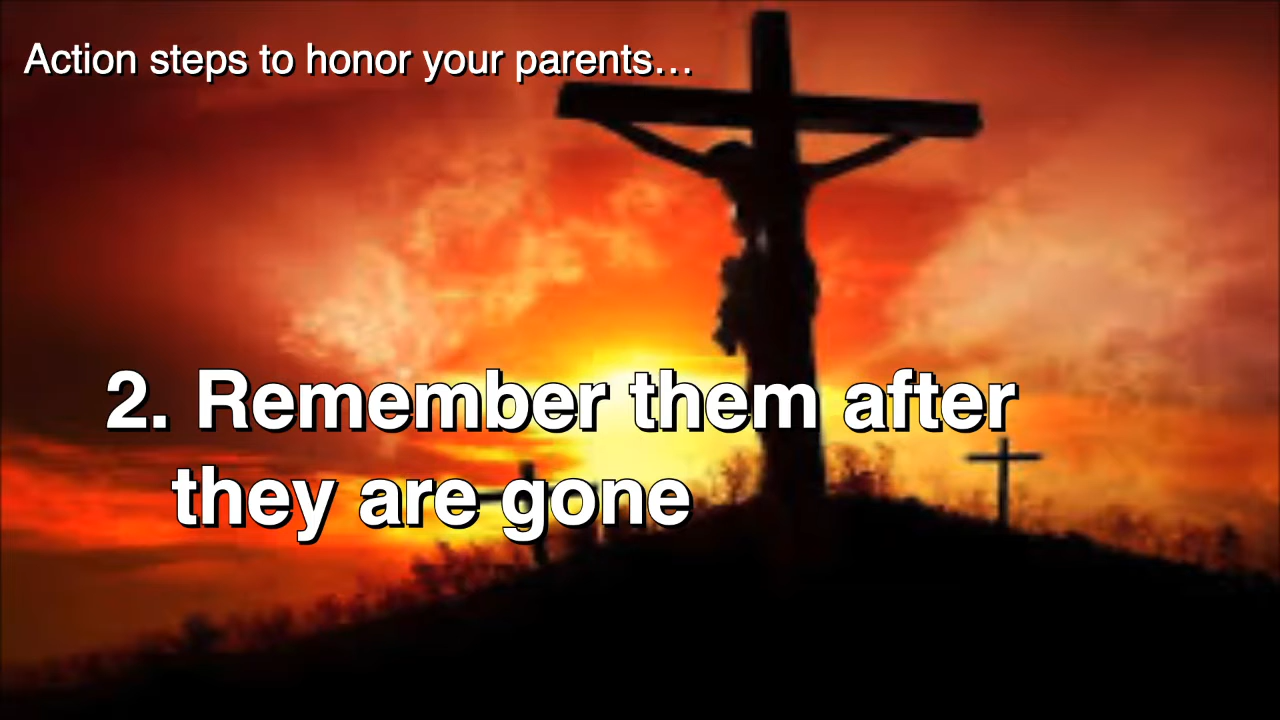 Action steps to honor your parents…
2. Remember them after
they are gone